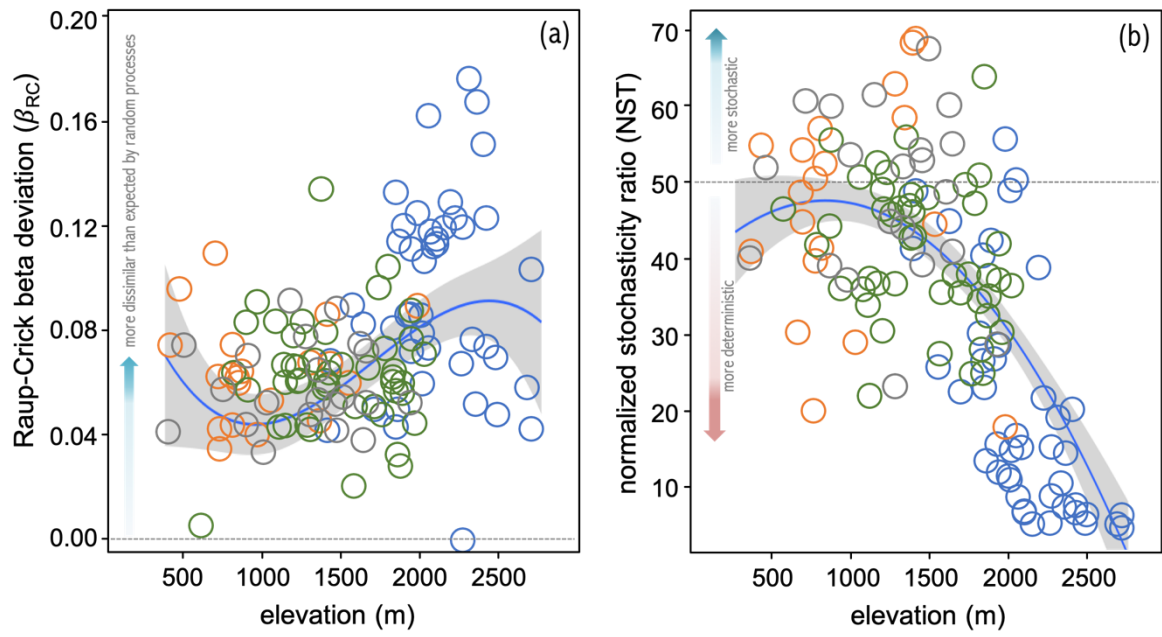 (a)
Raup-Crick beta deviation (βRC)
more dissimilar than expected by random processes
0.20
0.16
0.12
0.08
0.04
0.00
500 1000 1500 2000 2500
elevation (m)
(b)
normalized stochasticity ratio (NST)
more stochastic
more deterministic
70
60
50
40
30
20
10
500 1000 1500 2000 2500
elevation (m)